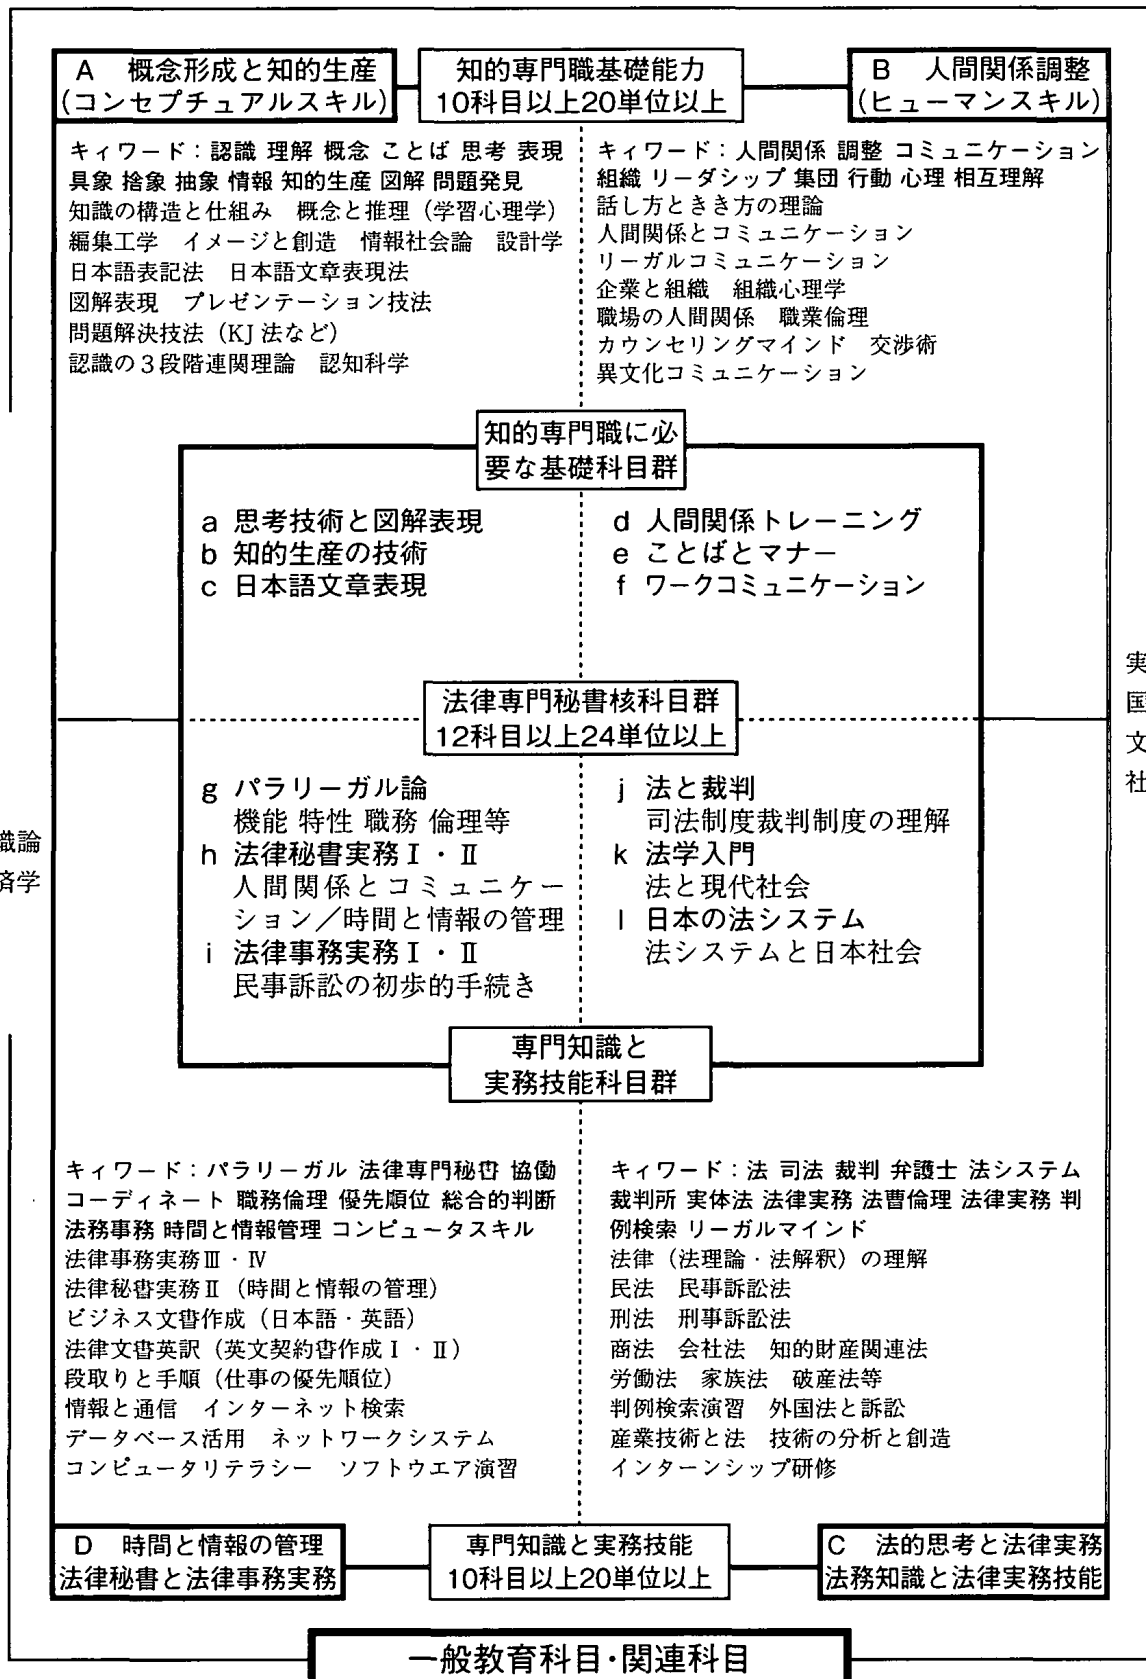 A 概念形成と知的生産
(コンセプチュアルスキル)
知的専門職基礎能力
10科目以上20単位以上
B 人間関係調整
(ヒューマンスキル)
キィワード：認識 理解 概念 ことば 思考 表現
具象 捨象 抽象 情報 知的生産 図解 問題発見
知識の構造と仕組み 概念と推理（学習心理学）
編集工学 イメージと創造 情報社会論 設計学
日本語表記法 日本語文章表現法
図解表現 プレゼンテーション技法
問題解決技法（KJ法など）
認識の３段階連関理論 認知科学
キィワード：人間関係 調整 コミュニケーション
組織 リーダシップ 集団 行動 心理 相互理解
話し方ときき方の理論
人間関係とコミュニケーション
リーガルコミュニケーション
企業と組織 組織心理学
職場の人間関係 職業倫理
カウンセリングマインド 交渉術
異文化コミュニケーション
知的専門職に必
要な基礎科目群
a 思考技術と図解表現
b 知的生産の技術
c 日本語文章表現
d 人間関係トレーニング
e ことばとマナー
f ワークコミュニケーション
法律専門秘書核科目群
12科目以上24単位以上
g パラリーガル論
機能 特性 職務 倫理等
h 法律秘書実務Ⅰ・Ⅱ
人間関係とコミュニケー
ション／時間と情報の管理
i 法律事務実務Ⅰ・Ⅱ
民事訴訟の初歩的手続き
j 法と裁判
司法制度裁判制度の理解
k 法学入門
法と現代社会
l 日本の法システム
法システムと日本社会
識論
済学
実
国
文
社
専門知識と
実務技能科目群
キィワード：パラリーガル 法律専門秘書 協働
コーディネート 職務倫理 優先順位 総合的判断
法務事務 時間と情報管理 コンピュータスキル
法律事務実務Ⅲ・Ⅳ
法律秘書実務Ⅱ（時間と情報の管理）
ビジネス文書作成（日本語・英語）
法律文書英訳（英文契約書作成Ⅰ・Ⅱ）
段取りと手順（仕事の優先順位）
情報と通信 インターネット検索
データベース活用 ネットワークシステム
コンピュータリテラシー ソフトウエア演習
キィワード：法 司法 裁判 弁護士 法システム
裁判所 実体法 法律実務 法曹倫理 法律実務 判
例検索 リーガルマインド
法律（法理論・法解釈）の理解
民法 民事訴訟法
刑法 刑事訴訟法
商法 会社法 知的財産関連法
労働法 家族法 破産法等
判例検索演習 外国法と訴訟
産業技術と法 技術の分析と創造
インターンシップ研修
D 時間と情報の管理
法律秘書と法律事務実務
専門知識と実務技能
10科目以上20単位以上
C 法的思考と法律実務
法務知識と法律実務技能
一般教育科目・関連科目